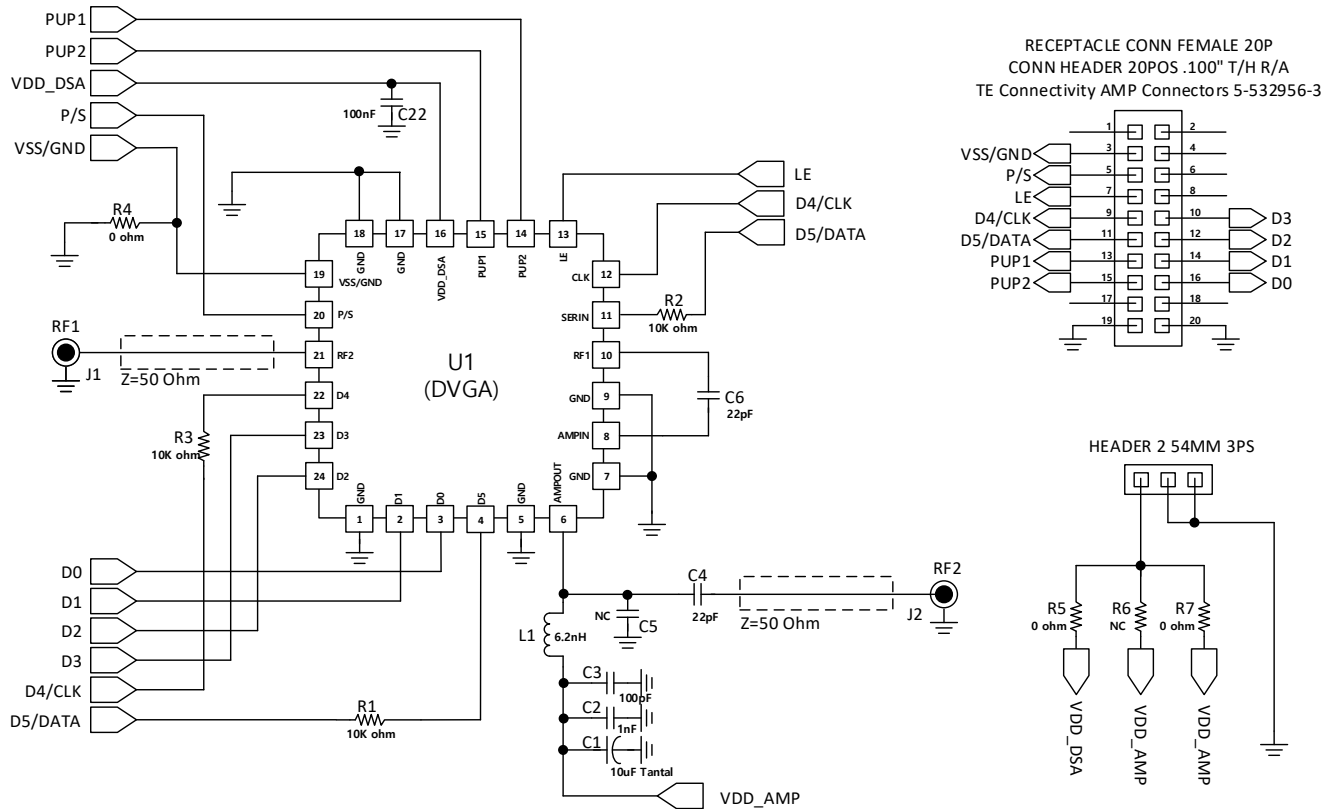 PUP1
PUP2
VDD_DSA
P/S
VSS/GND
100nF
C22
R4
0 ohm
RF1
J1
Z=50 Ohm
R3
10K ohm
18
17
16
15
14
13
GND
GND
VDD_DSA
PUP1
PUP2
LE
19
VSS/GND
20
P/S
21
RF2
22
D4
23
D3
24
D2
U1
(DVGA)
12
CLK
11
SERIN
10
RF1
9
GND
8
AMPIN
7
GND
GND
D1
D0
D5
GND
AMPOUT
1
2
3
4
5
6
LE
D4/CLK
D5/DATA
R2
10K ohm
C6
22pF
D0
D1
D2
D3
D4/CLK
D5/DATA
R1
10K ohm
L1
6.2nH
NC
C5
C4
22pF
Z=50 Ohm
RF2
J2
C3
100pF
C2
1nF
C1
10uF Tantal
VDD_AMP
RECEPTACLE CONN FEMALE 20P
CONN HEADER 20POS .100" T/H R/A
TE Connectivity AMP Connectors 5-532956-3
1 2
VSS/GND 3 4
P/S 5 6
LE 7 8
D4/CLK 9 10 D3
D5/DATA 11 12 D2
PUP1 13 14 D1
PUP2 15 16 D0
17 18
19 20
HEADER 2 54MM 3PS
R5
0 ohm
R6
NC
R7
0 ohm
VDD_DSA
VDD_AMP
VDD_AMP